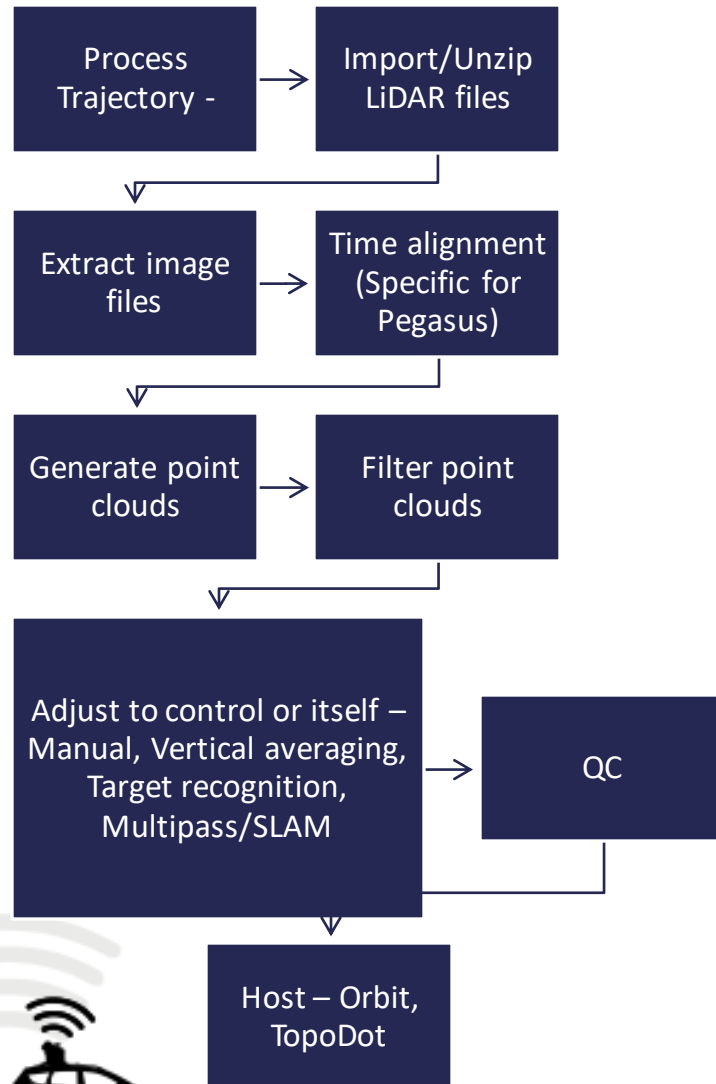 Process
Trajectory -
Import/Unzip
LiDAR files
Extract image
files
Time alignment
(Specific for
Pegasus)
Generate point
clouds
Filter point
clouds
Adjust to control or itself –
Manual, Vertical averaging,
Target recognition,
Multipass/SLAM
QC
Host – Orbit,
TopoDot